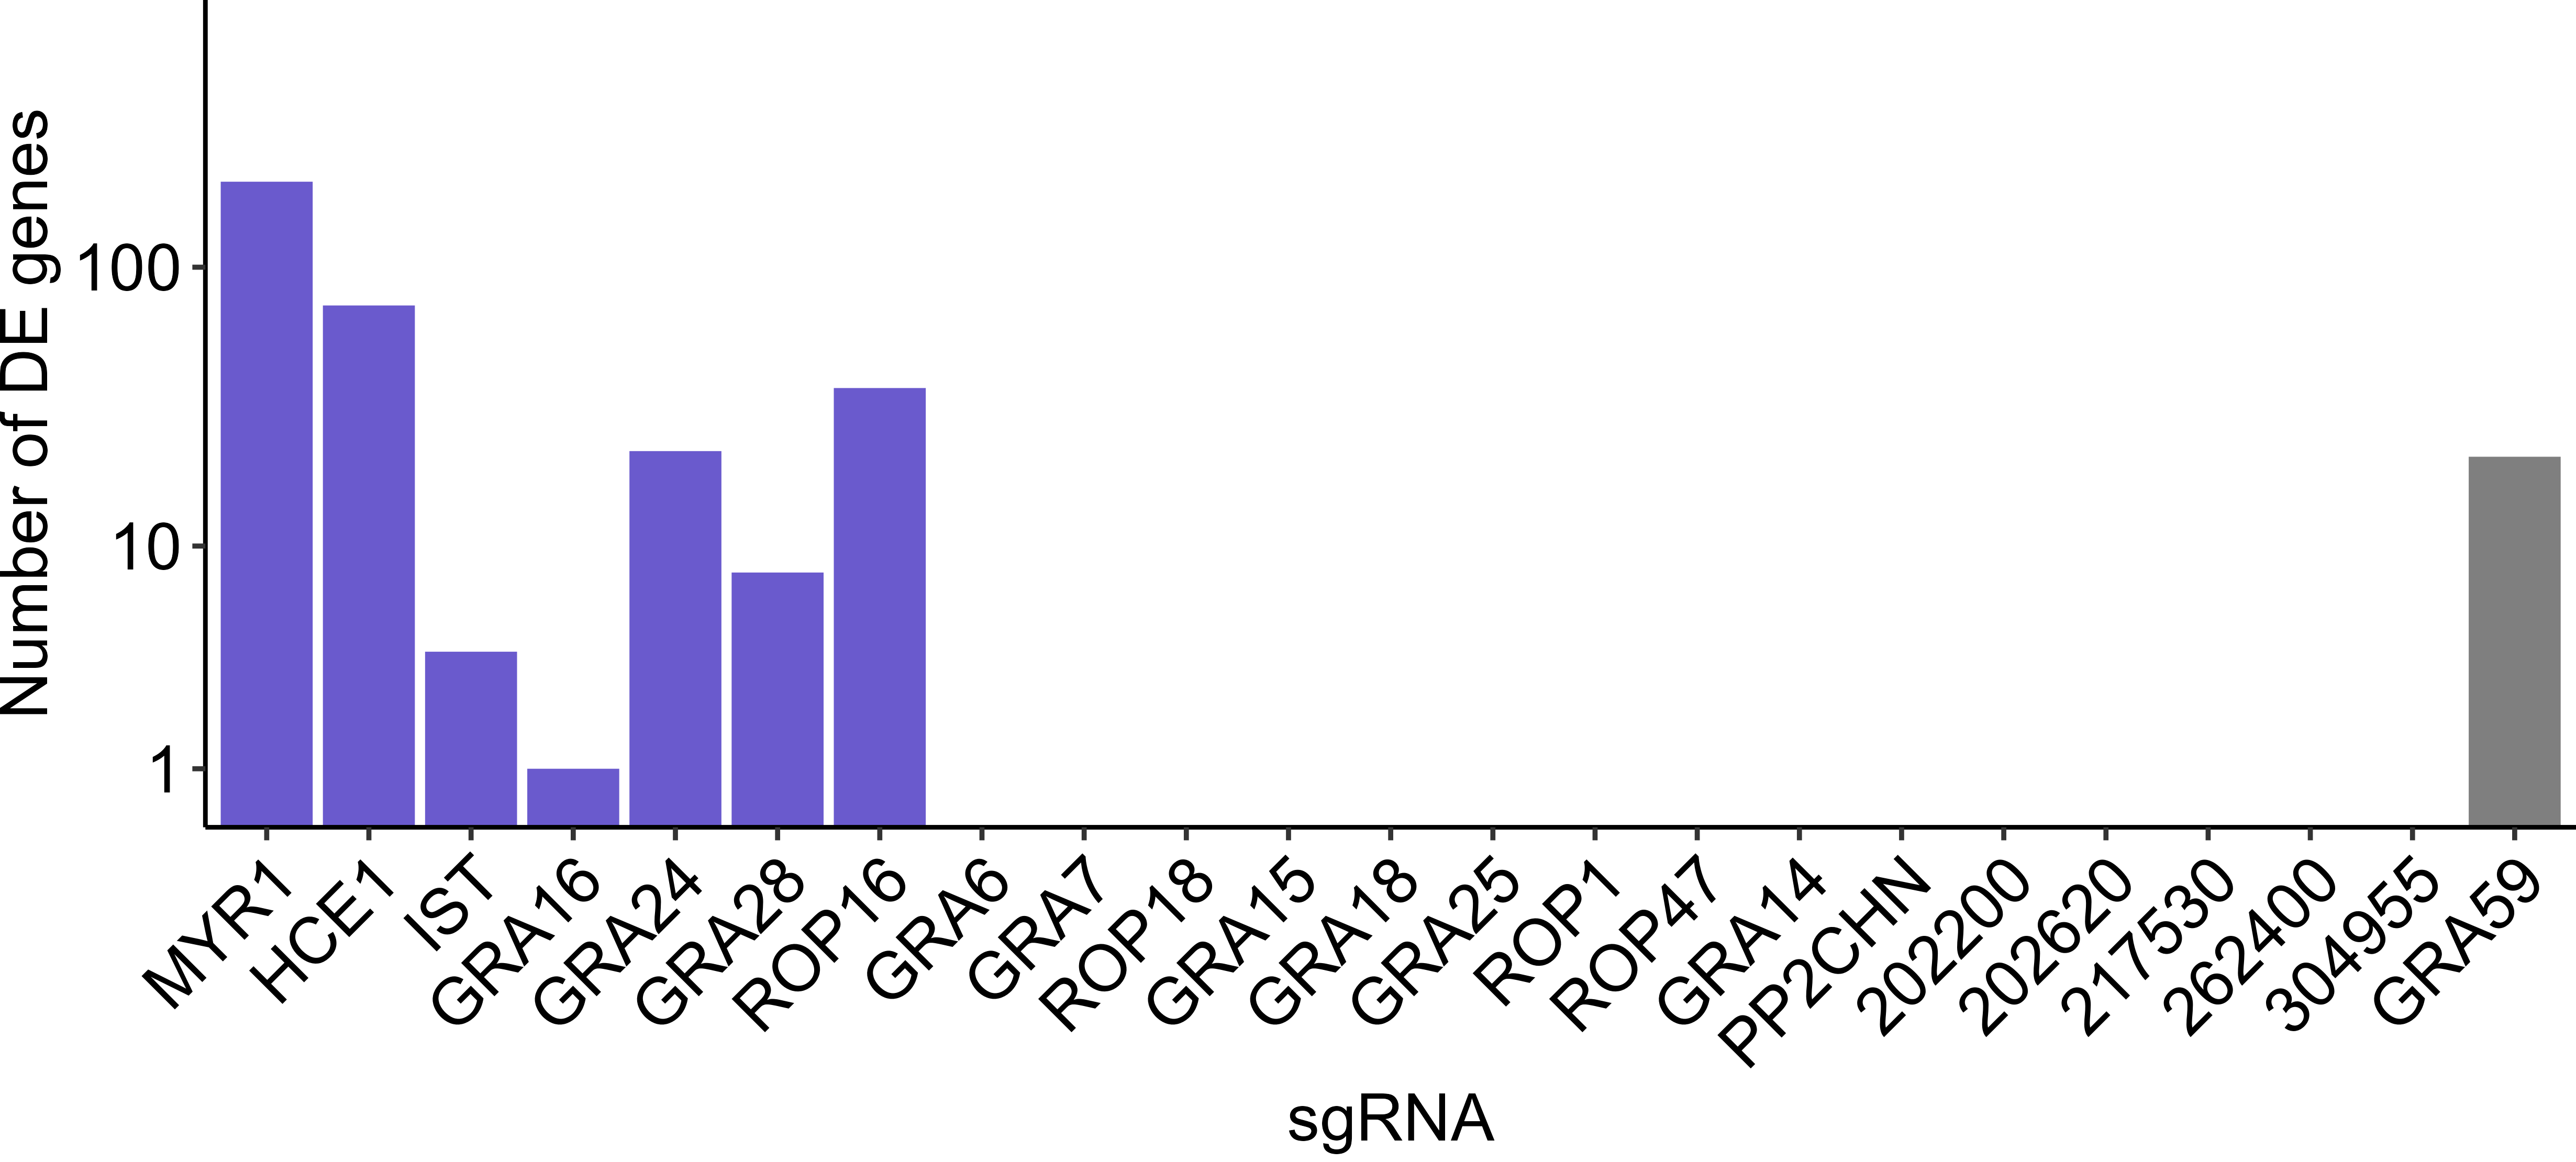 Number of DE genes
100
10
1
MYR1
HCE1
IST
GRA16
GRA24
GRA28
ROP16
GRA6
GRA7
ROP18
GRA15
GRA18
GRA25
ROP1
ROP47
GRA14
PP2CHN
202200
202620
217530
262400
304955
GRA59
sgRNA